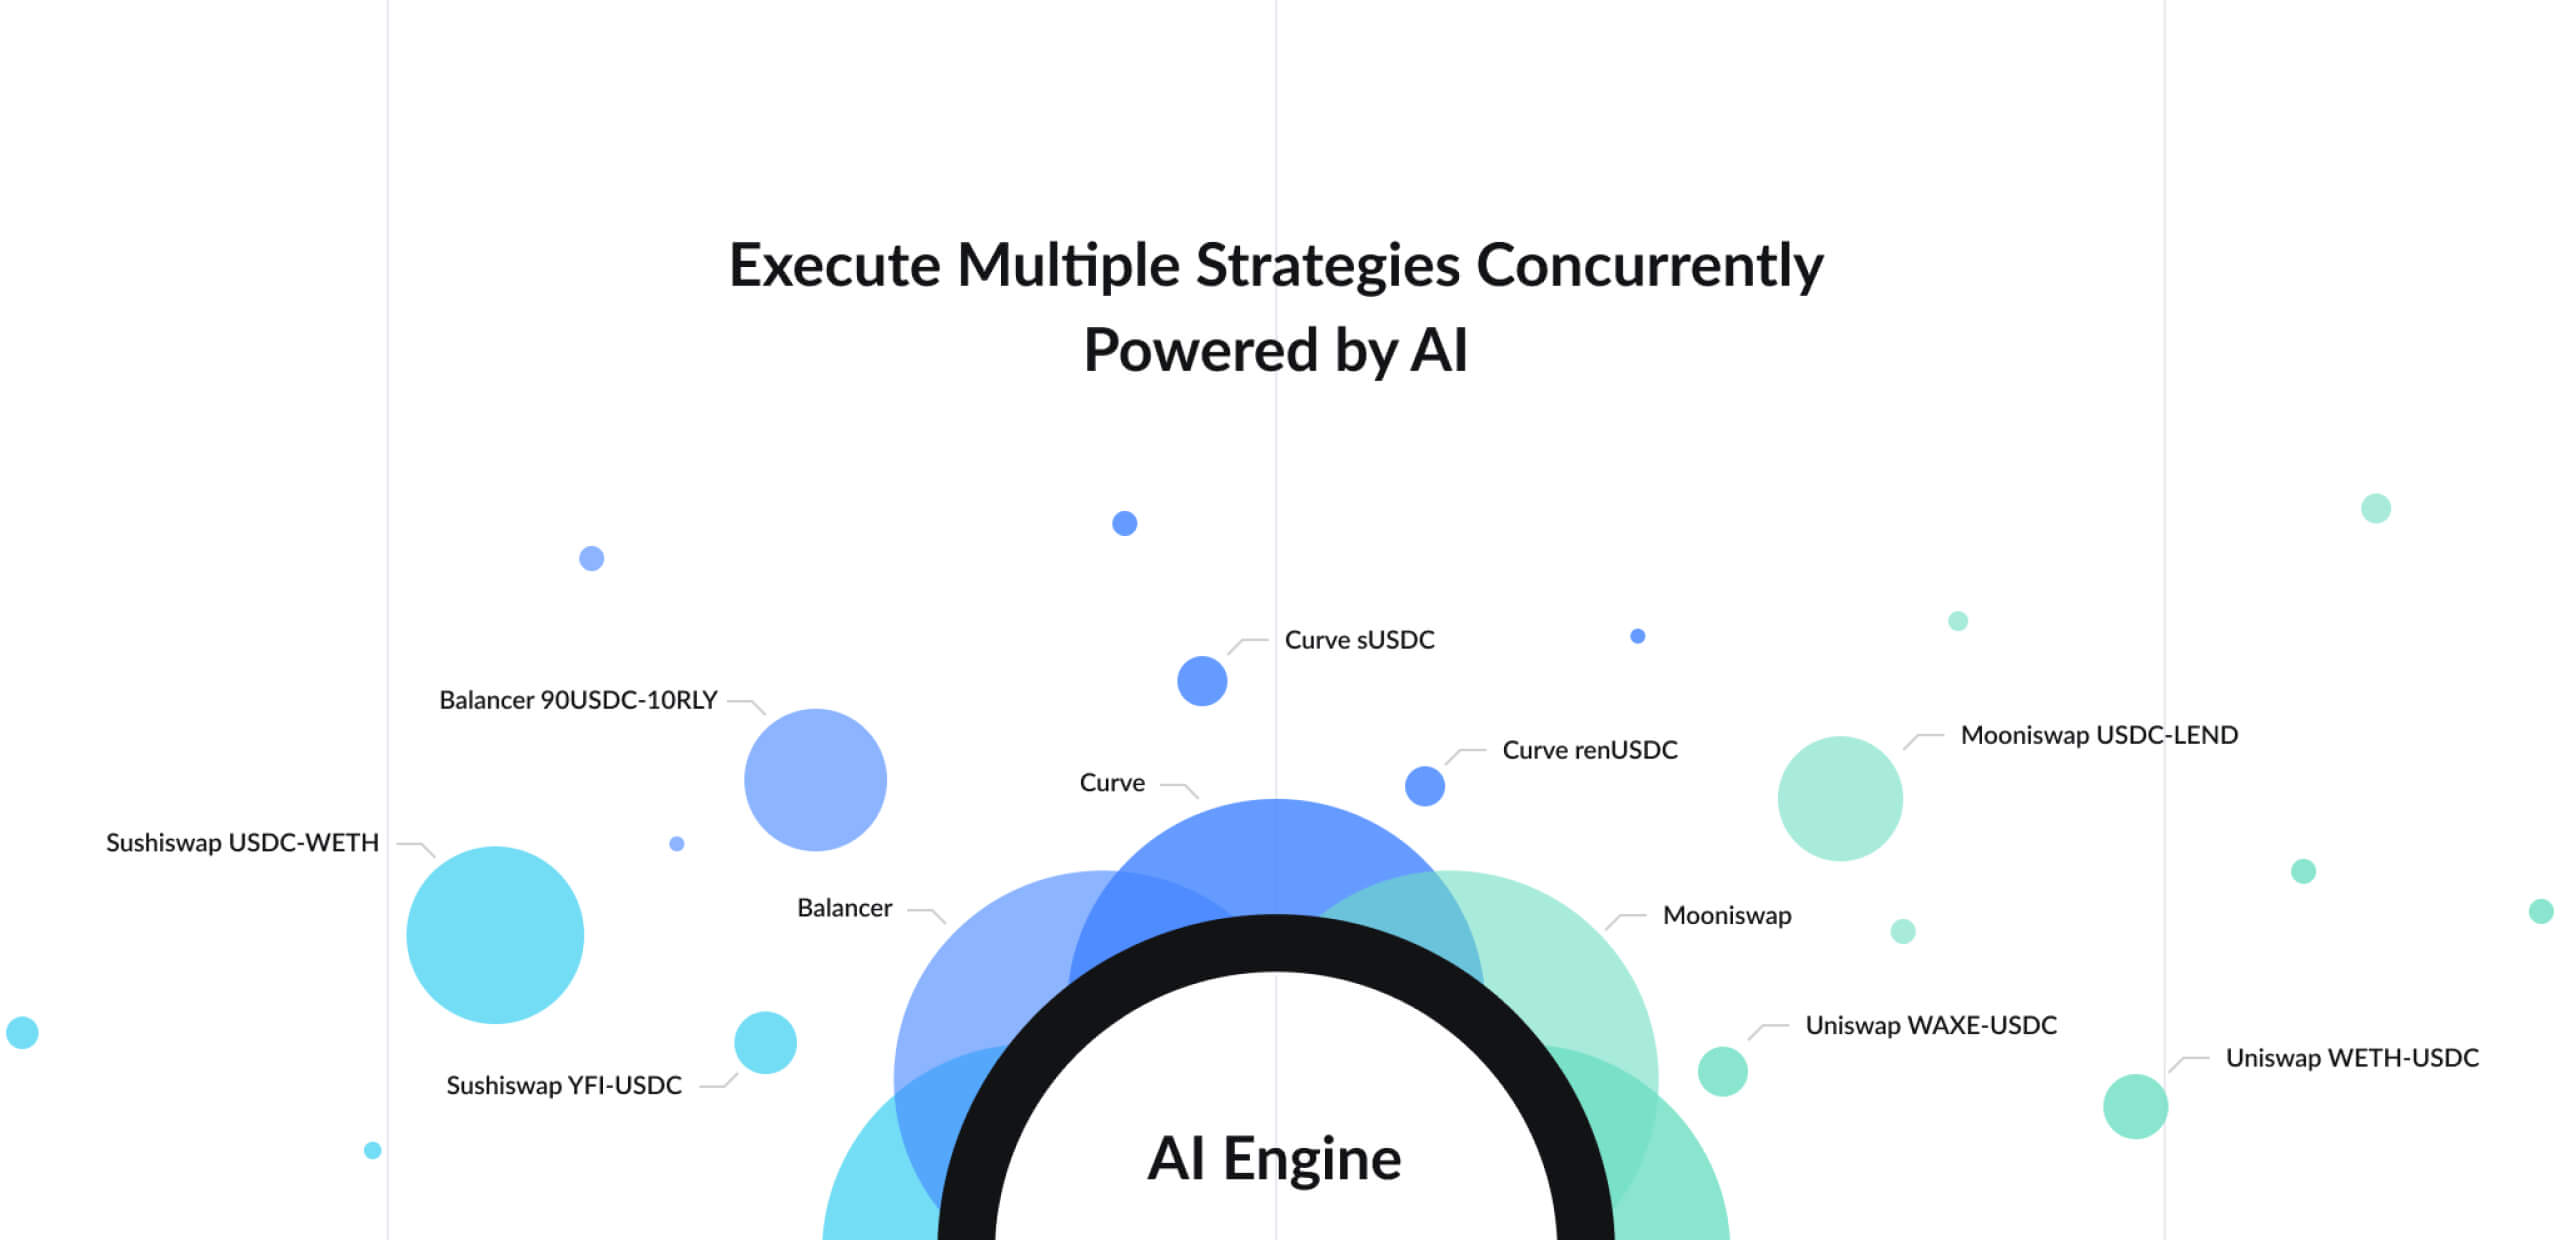 Execute Multiple Strategies Concurrently
Powered by AI
Curve sUSDC
Balancer 90USDC-10RLY
Mooniswap USDC-LEND
Curve renUSDC
Curve
Sushiswap USDC-WETH
Balancer
Mooniswap
Uniswap WAXE-USDC
Uniswap WETH-USDC
Sushiswap YFI-USDC
AI Engine